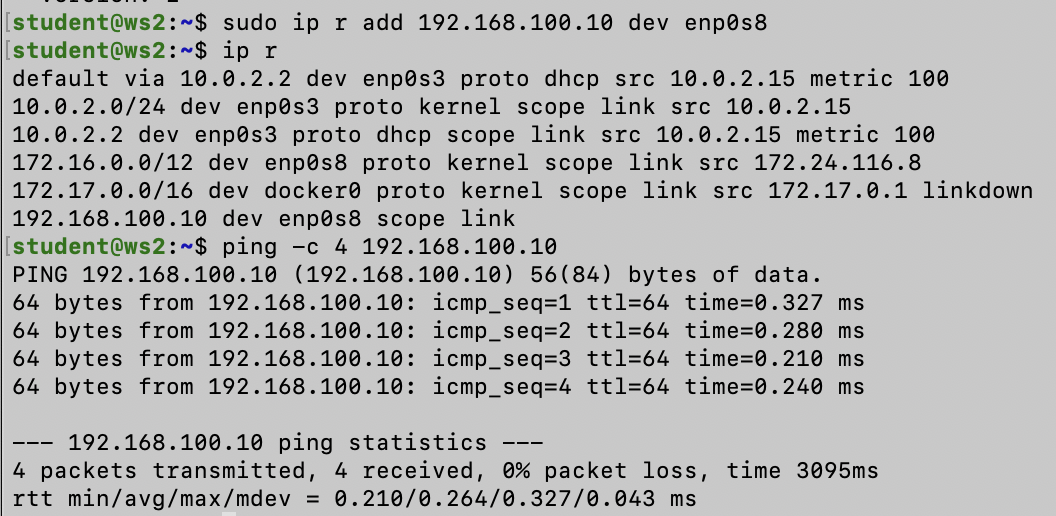 student@ws2:~$ sudo ip r add 192.168.100.10 dev enp0s8
student@ws2:~$ ip r
default via 10.0.2.2 dev enp0s3 proto dhcp src 10.0.2.15 metric 100
10.0.2.0/24 dev enp0s3 proto kernel scope link src 10.0.2.15
10.0.2.2 dev enp0s3 proto dhcp scope link src 10.0.2.15 metric 100
172.16.0.0/12 dev enp0s8 proto kernel scope link src 172.24.116.8
172.17.0.0/16 dev docker0 proto kernel scope link src 172.17.0.1 linkdown
192.168.100.10 dev enp0s8 scope link
student@ws2:~$ ping -c 4 192.168.100.10
PING 192.168.100.10 (192.168.100.10) 56(84) bytes of data.
64 bytes from 192.168.100.10: icmp_seq=1 ttl=64 time=0.327 ms
64 bytes from 192.168.100.10: icmp_seq=2 ttl=64 time=0.280 ms
64 bytes from 192.168.100.10: icmp_seq=3 ttl=64 time=0.210 ms
64 bytes from 192.168.100.10: icmp_seq=4 ttl=64 time=0.240 ms

--- 192.168.100.10 ping statistics ---
4 packets transmitted, 4 received, 0% packet loss, time 3095ms
rtt min/avg/max/mdev = 0.210/0.264/0.327/0.043 ms